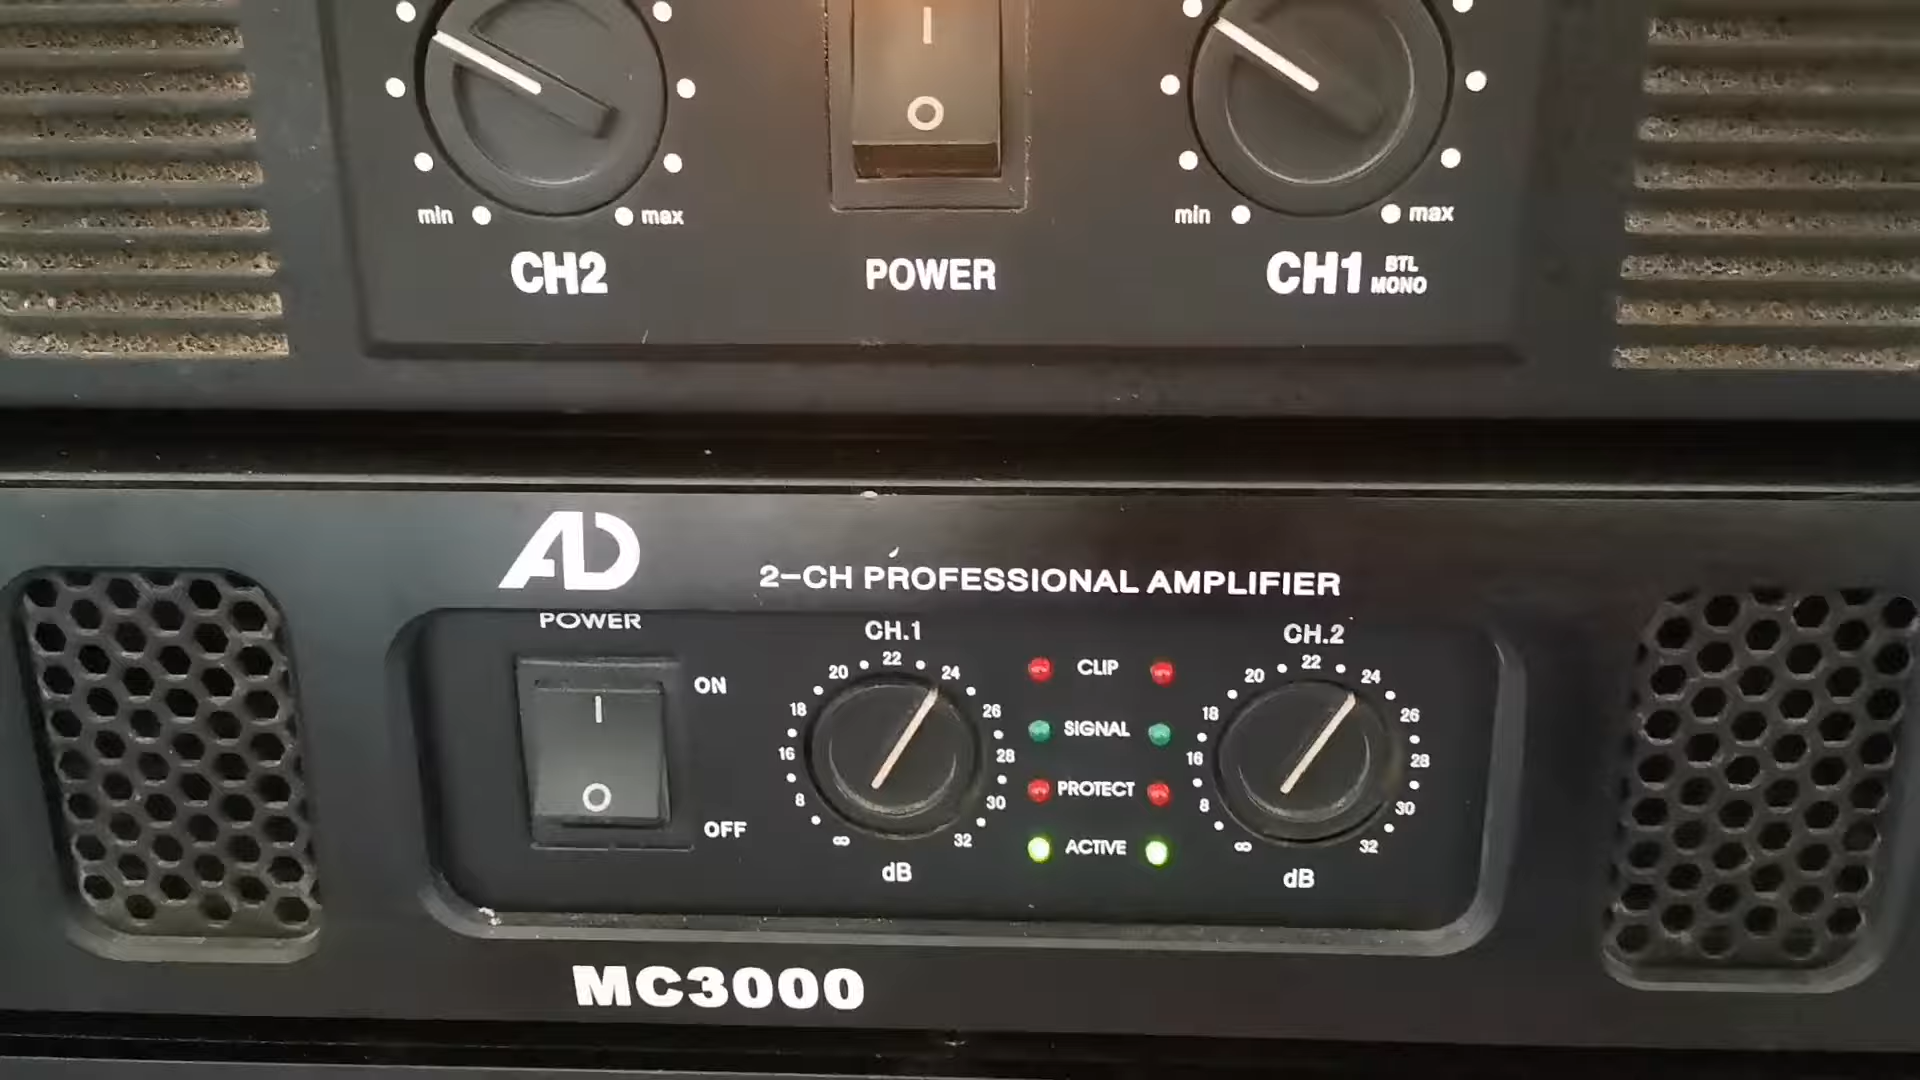 I
O
min max min max
CH2 POWER CH1 BTL MONO
AD
2-CH PROFESSIONAL AMPLIFIER
POWER
CH.1
CH.2
ON
I
O
OFF
∞ 8 16 18 20 22 24 26 28 30 32
dB
CLIP
SIGNAL
PROTECT
ACTIVE
∞ 8 16 18 20 22 24 26 28 30 32
dB
MC3000